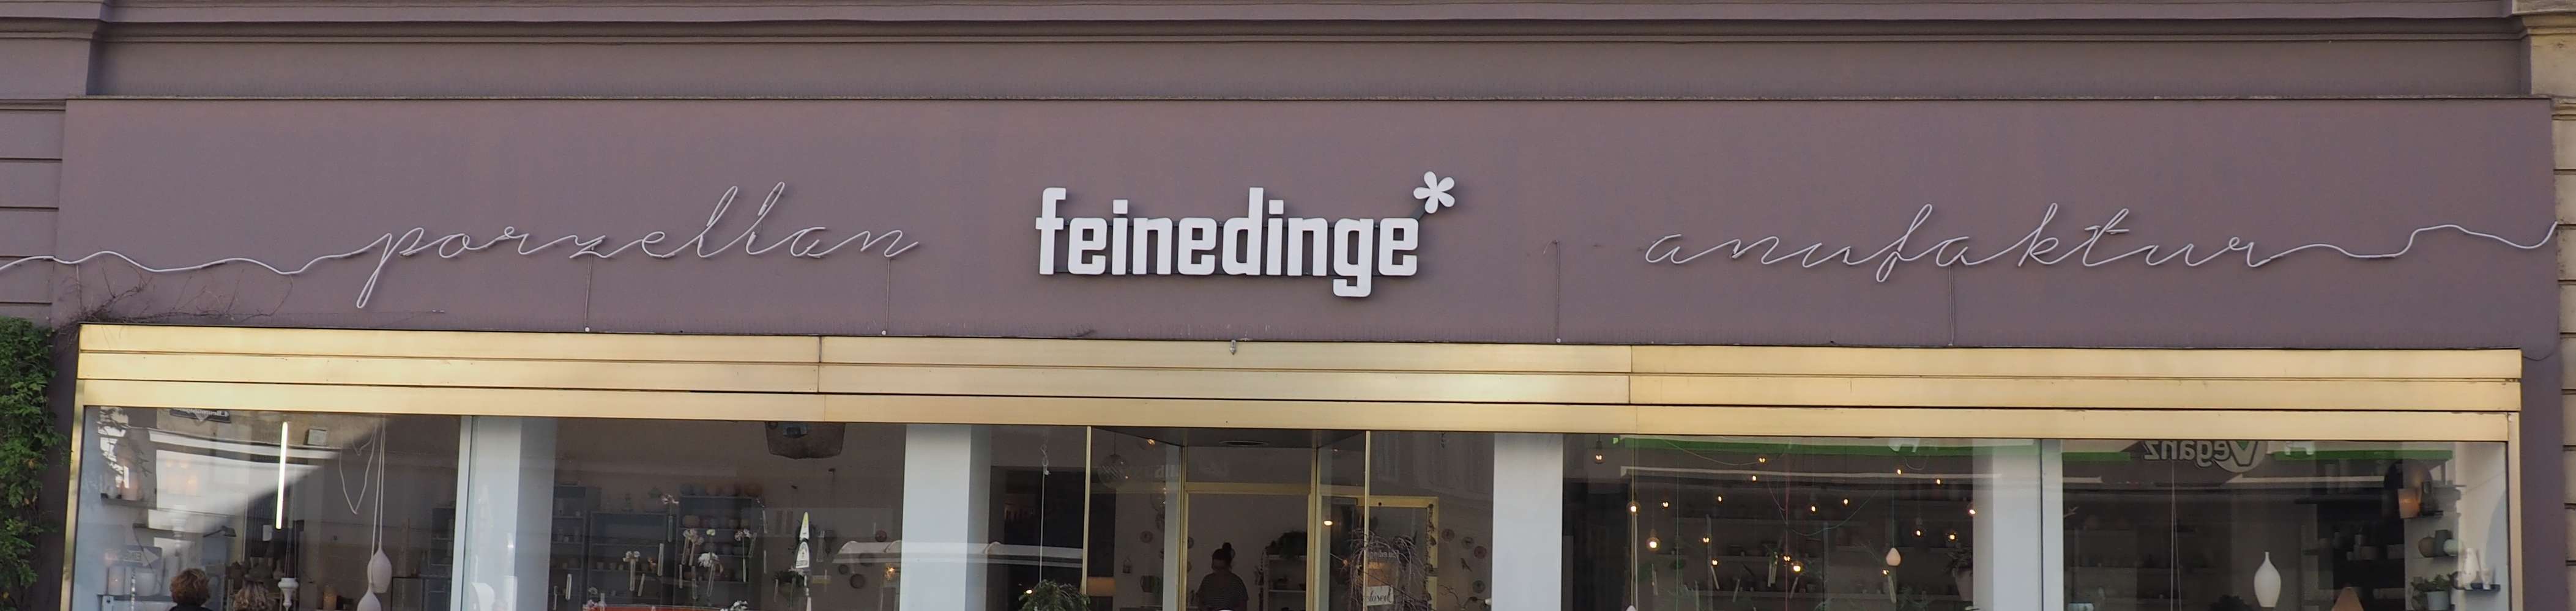 porzellan feinedinge* anufaktur
Veganz